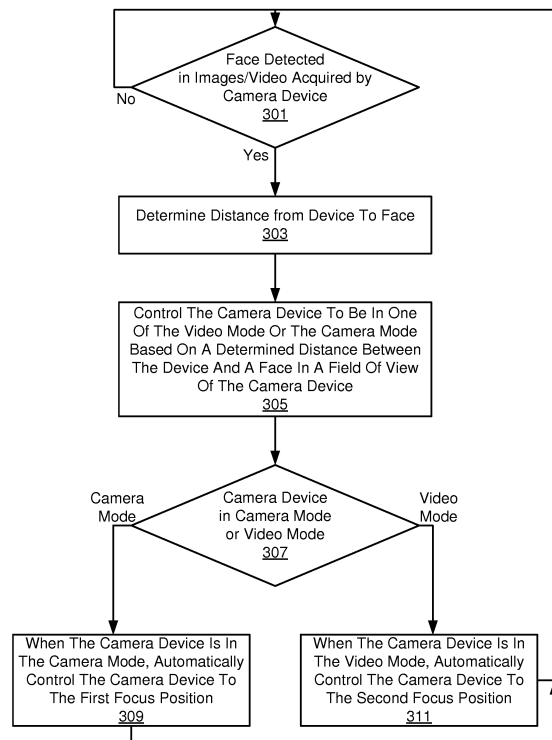 Face Detected
in Images/Video Acquired by
Camera Device
301
No
Yes
Determine Distance from Device To Face
303
Control The Camera Device To Be In One
Of The Video Mode Or The Camera Mode
Based On A Determined Distance Between
The Device And A Face In A Field Of View
Of The Camera Device
305
Camera
Mode
Camera Device
in Camera Mode
or Video Mode
307
Video
Mode
When The Camera Device Is In
The Camera Mode, Automatically
Control The Camera Device To
The First Focus Position
309
When The Camera Device Is In
The Video Mode, Automatically
Control The Camera Device To
The Second Focus Position
311